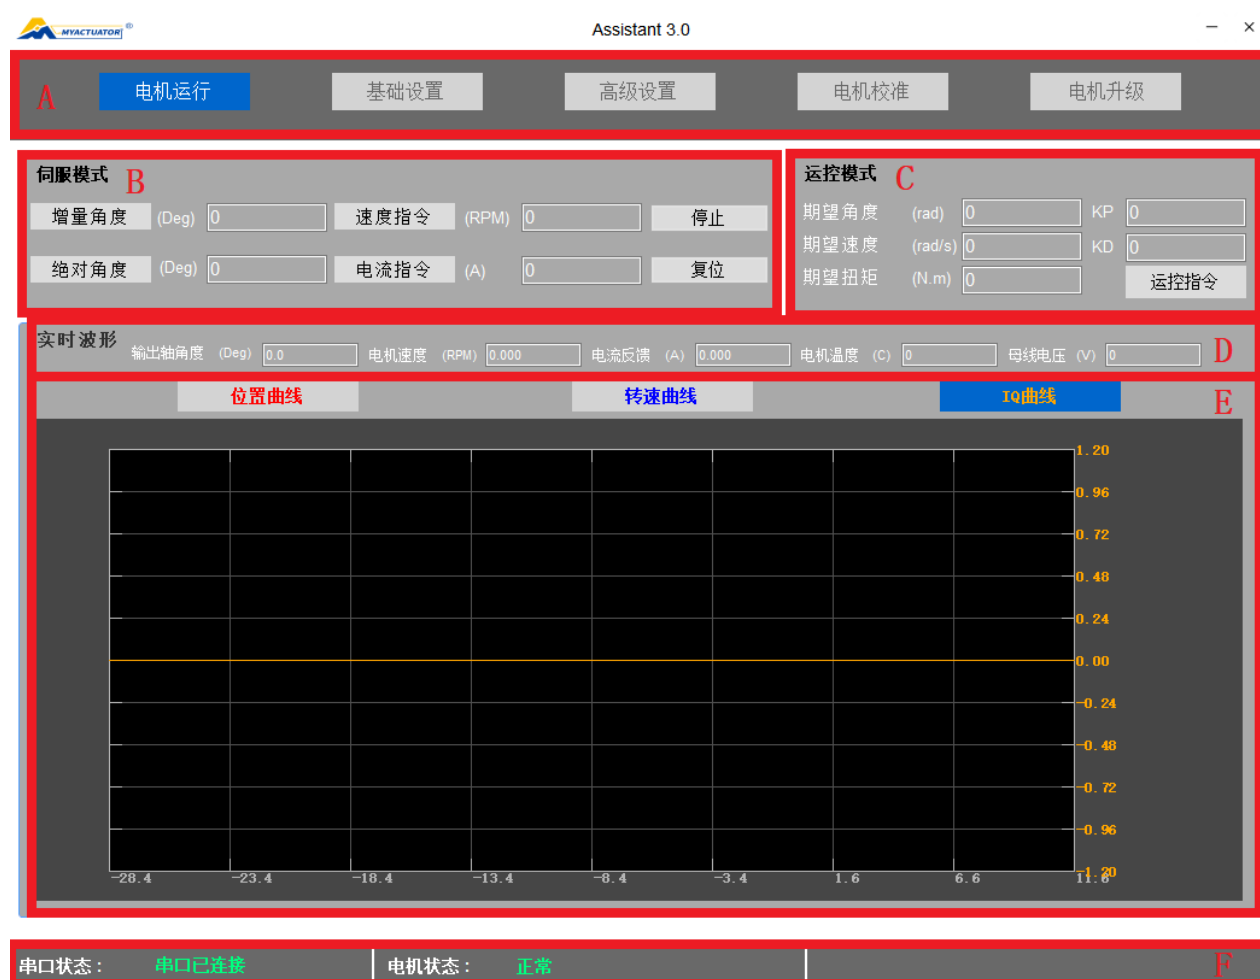 MYACTUATOR ®
Assistant 3.0
A 电机运行 基础设置 高级设置 电机校准 电机升级
伺服模式 B
增量角度 (Deg) 0 速度指令 (RPM) 0 停止
绝对角度 (Deg) 0 电流指令 (A) 0 复位
运控模式 C
期望角度 (rad) 0 KP 0
期望速度 (rad/s) 0 KD 0
期望扭矩 (N.m) 0 运控指令
实时波形 输出轴角度 (Deg) 0.0 电机速度 (RPM) 0.000 电流反馈 (A) 0.000 电机温度 (C) 0 母线电压 (V) 0 D
位置曲线 转速曲线 IQ曲线 E
1.20
0.96
0.72
0.48
0.24
0.00
-0.24
-0.48
-0.72
-0.96
-1.20
-28.4 -23.4 -18.4 -13.4 -8.4 -3.4 1.6 6.6 11.6
串口状态： 串口已连接 电机状态： 正常 F